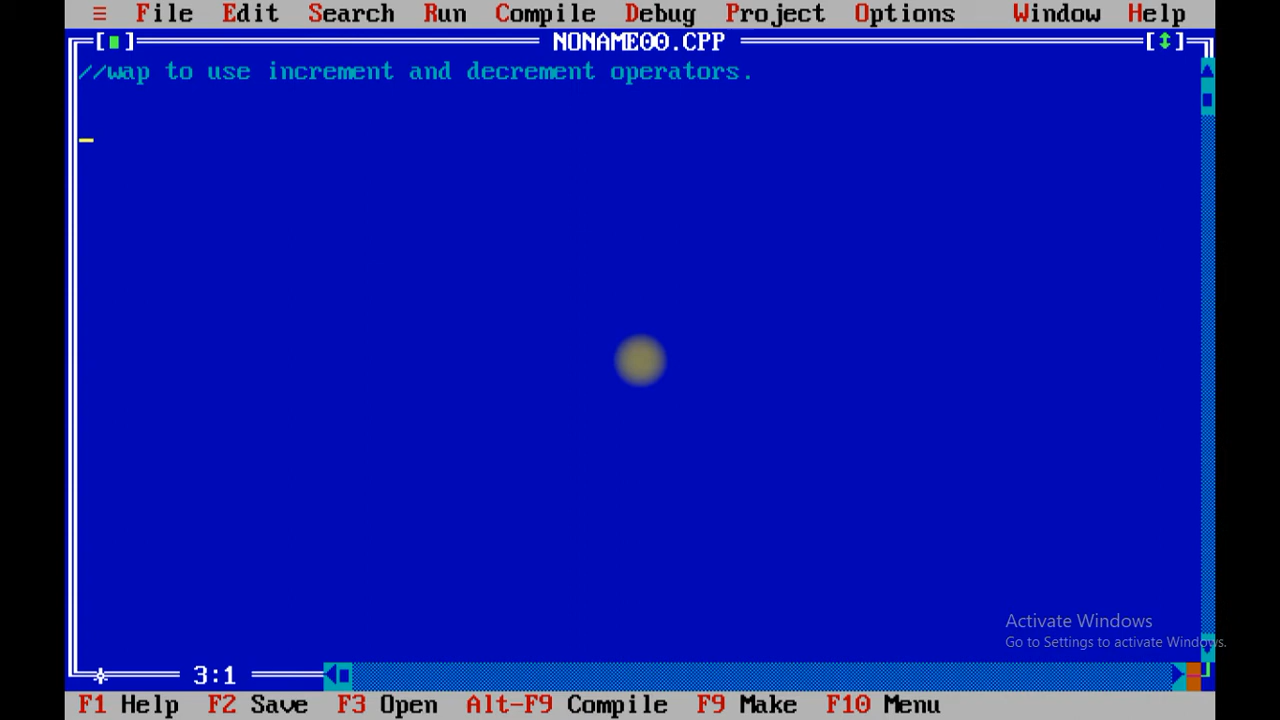 ≡ File Edit Search Run Compile Debug Project Options Window Help
[■] NONAME00.CPP [↕]
//wap to use increment and decrement operators.
Activate Windows
Go to Settings to activate Windows.
3:1
F1 Help F2 Save F3 Open Alt-F9 Compile F9 Make F10 Menu